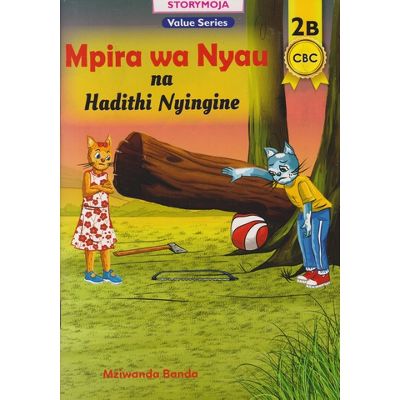 STORYMOJA
Value Series
Mpira wa Nyau
na
Hadithi Nyingine
2B
CBC
Mziwanda Banda